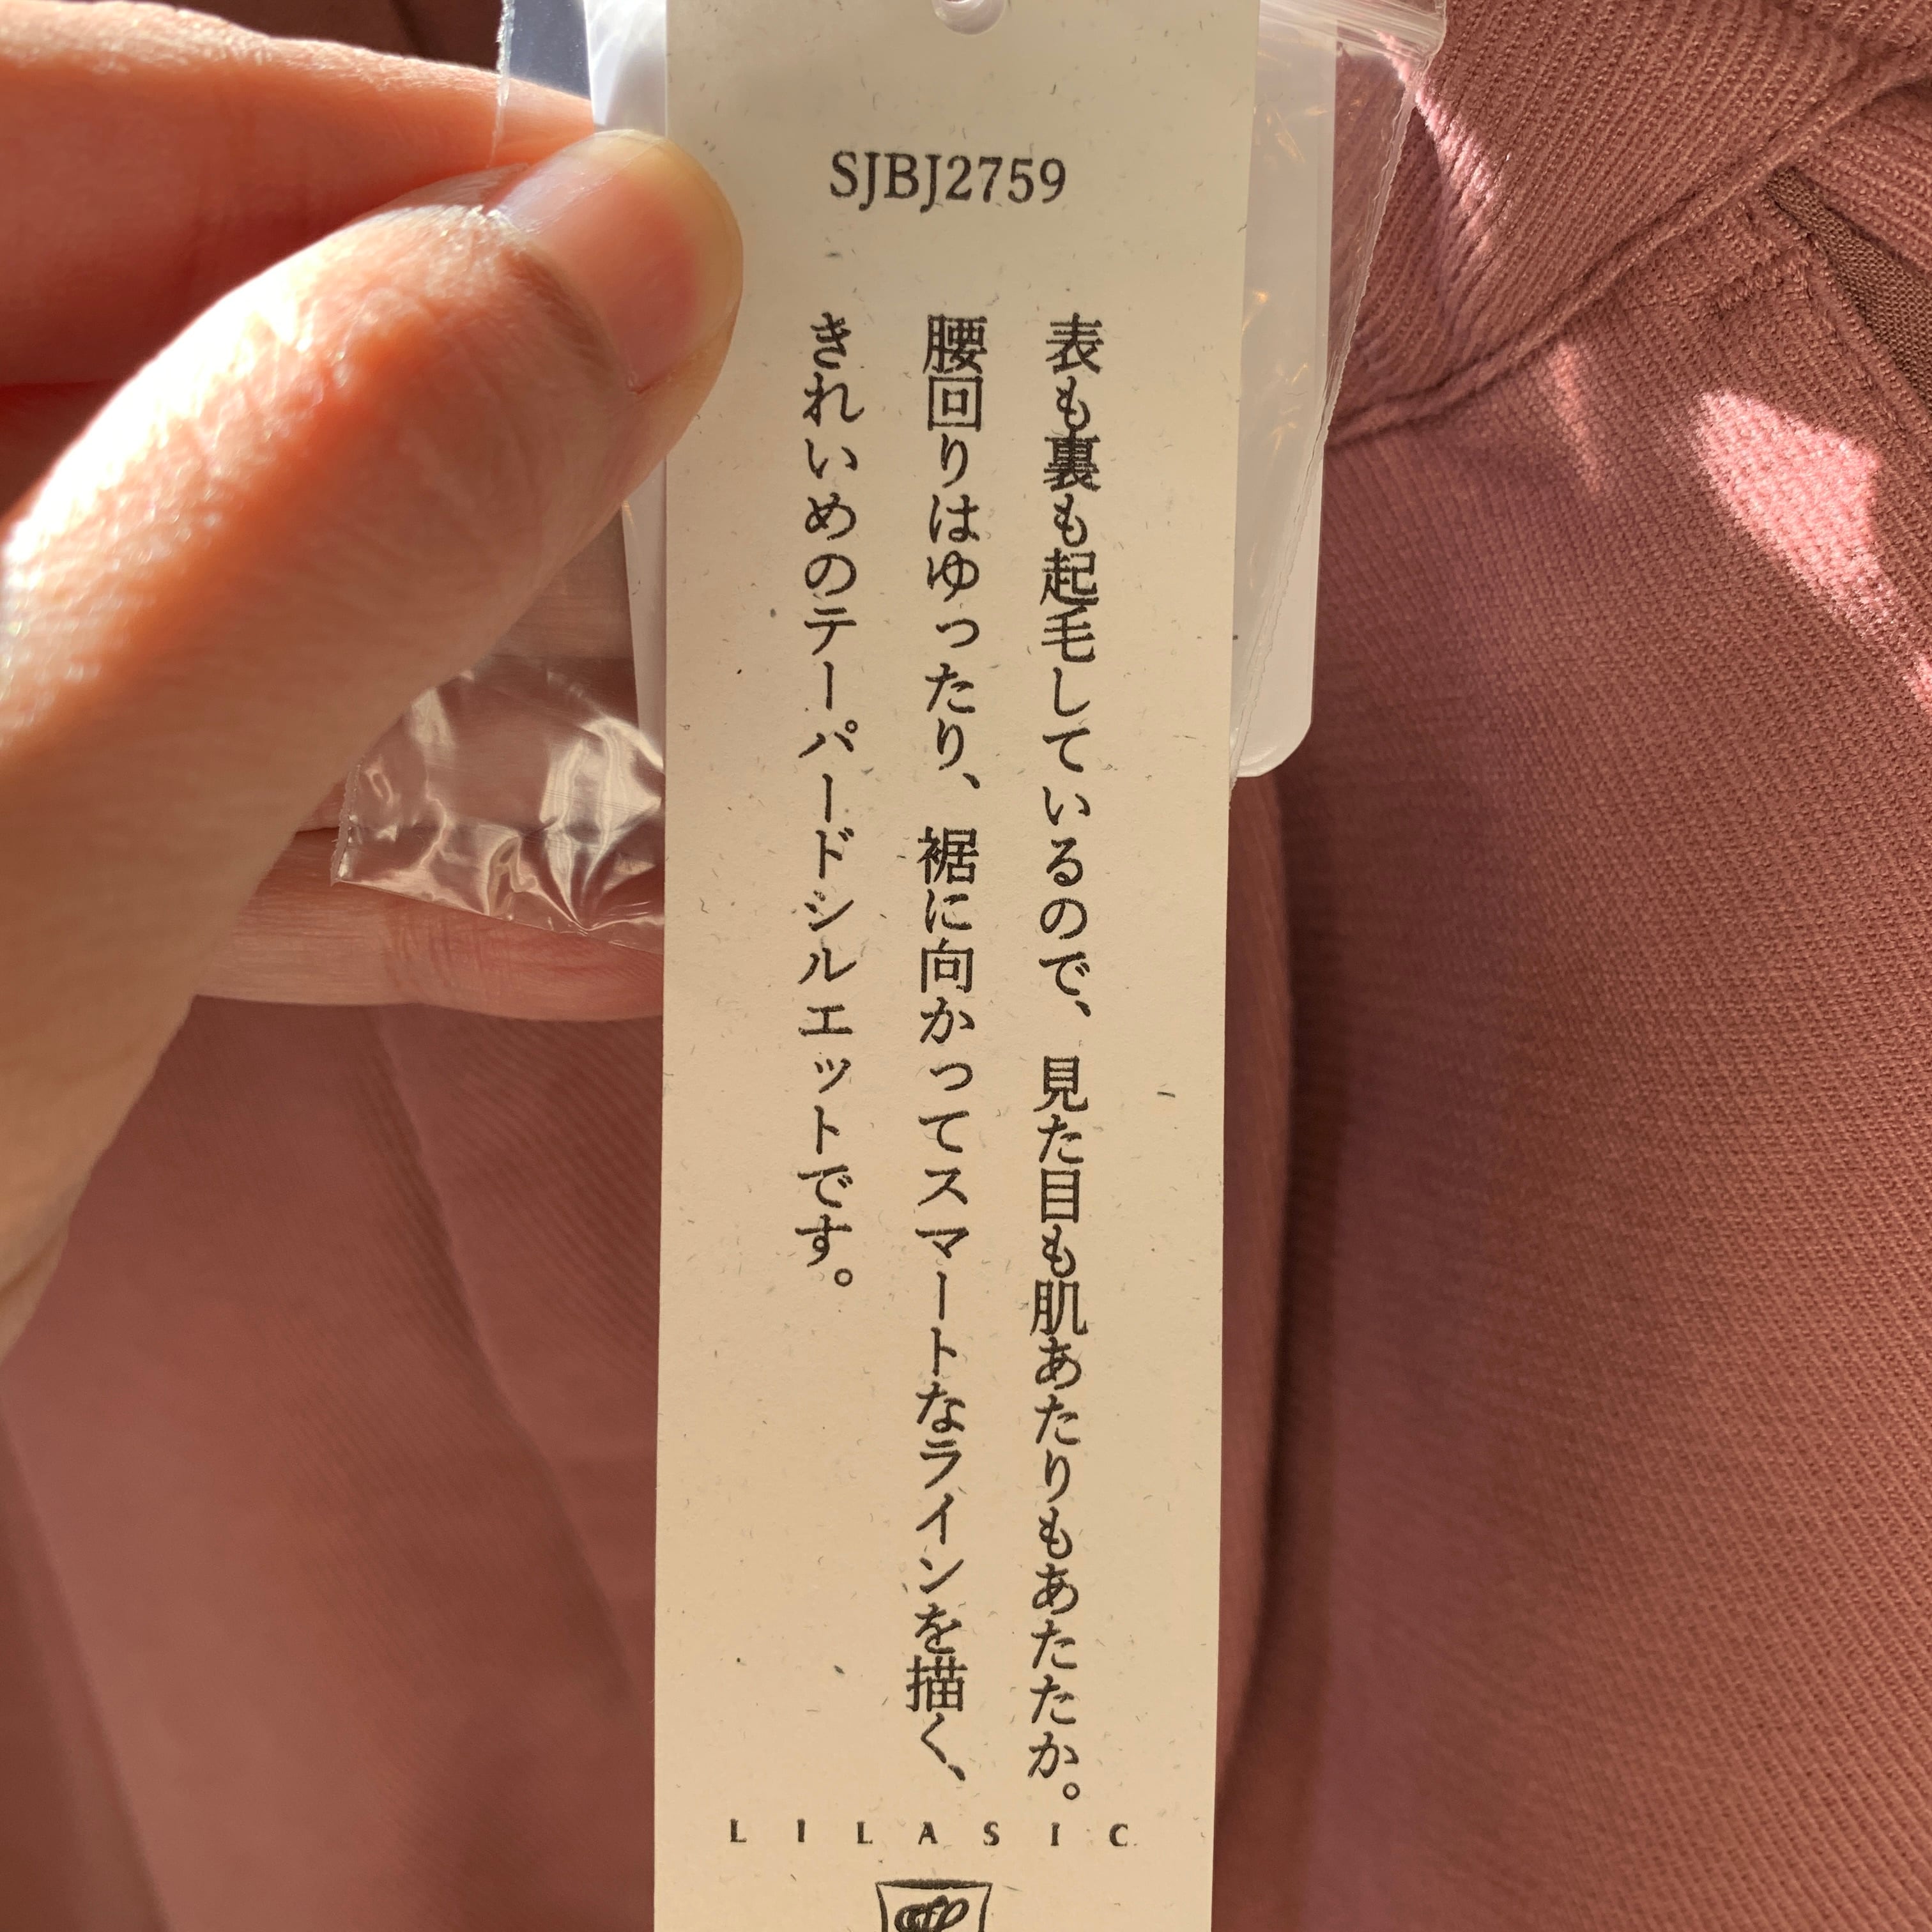 SJBJ2759
表も裏も起毛しているので、見た目も肌あたりもあたたか。
腰回りはゆったり、裾に向かってスマートなラインを描く、
きれいめのテーパードシルエットです。
LILASIC